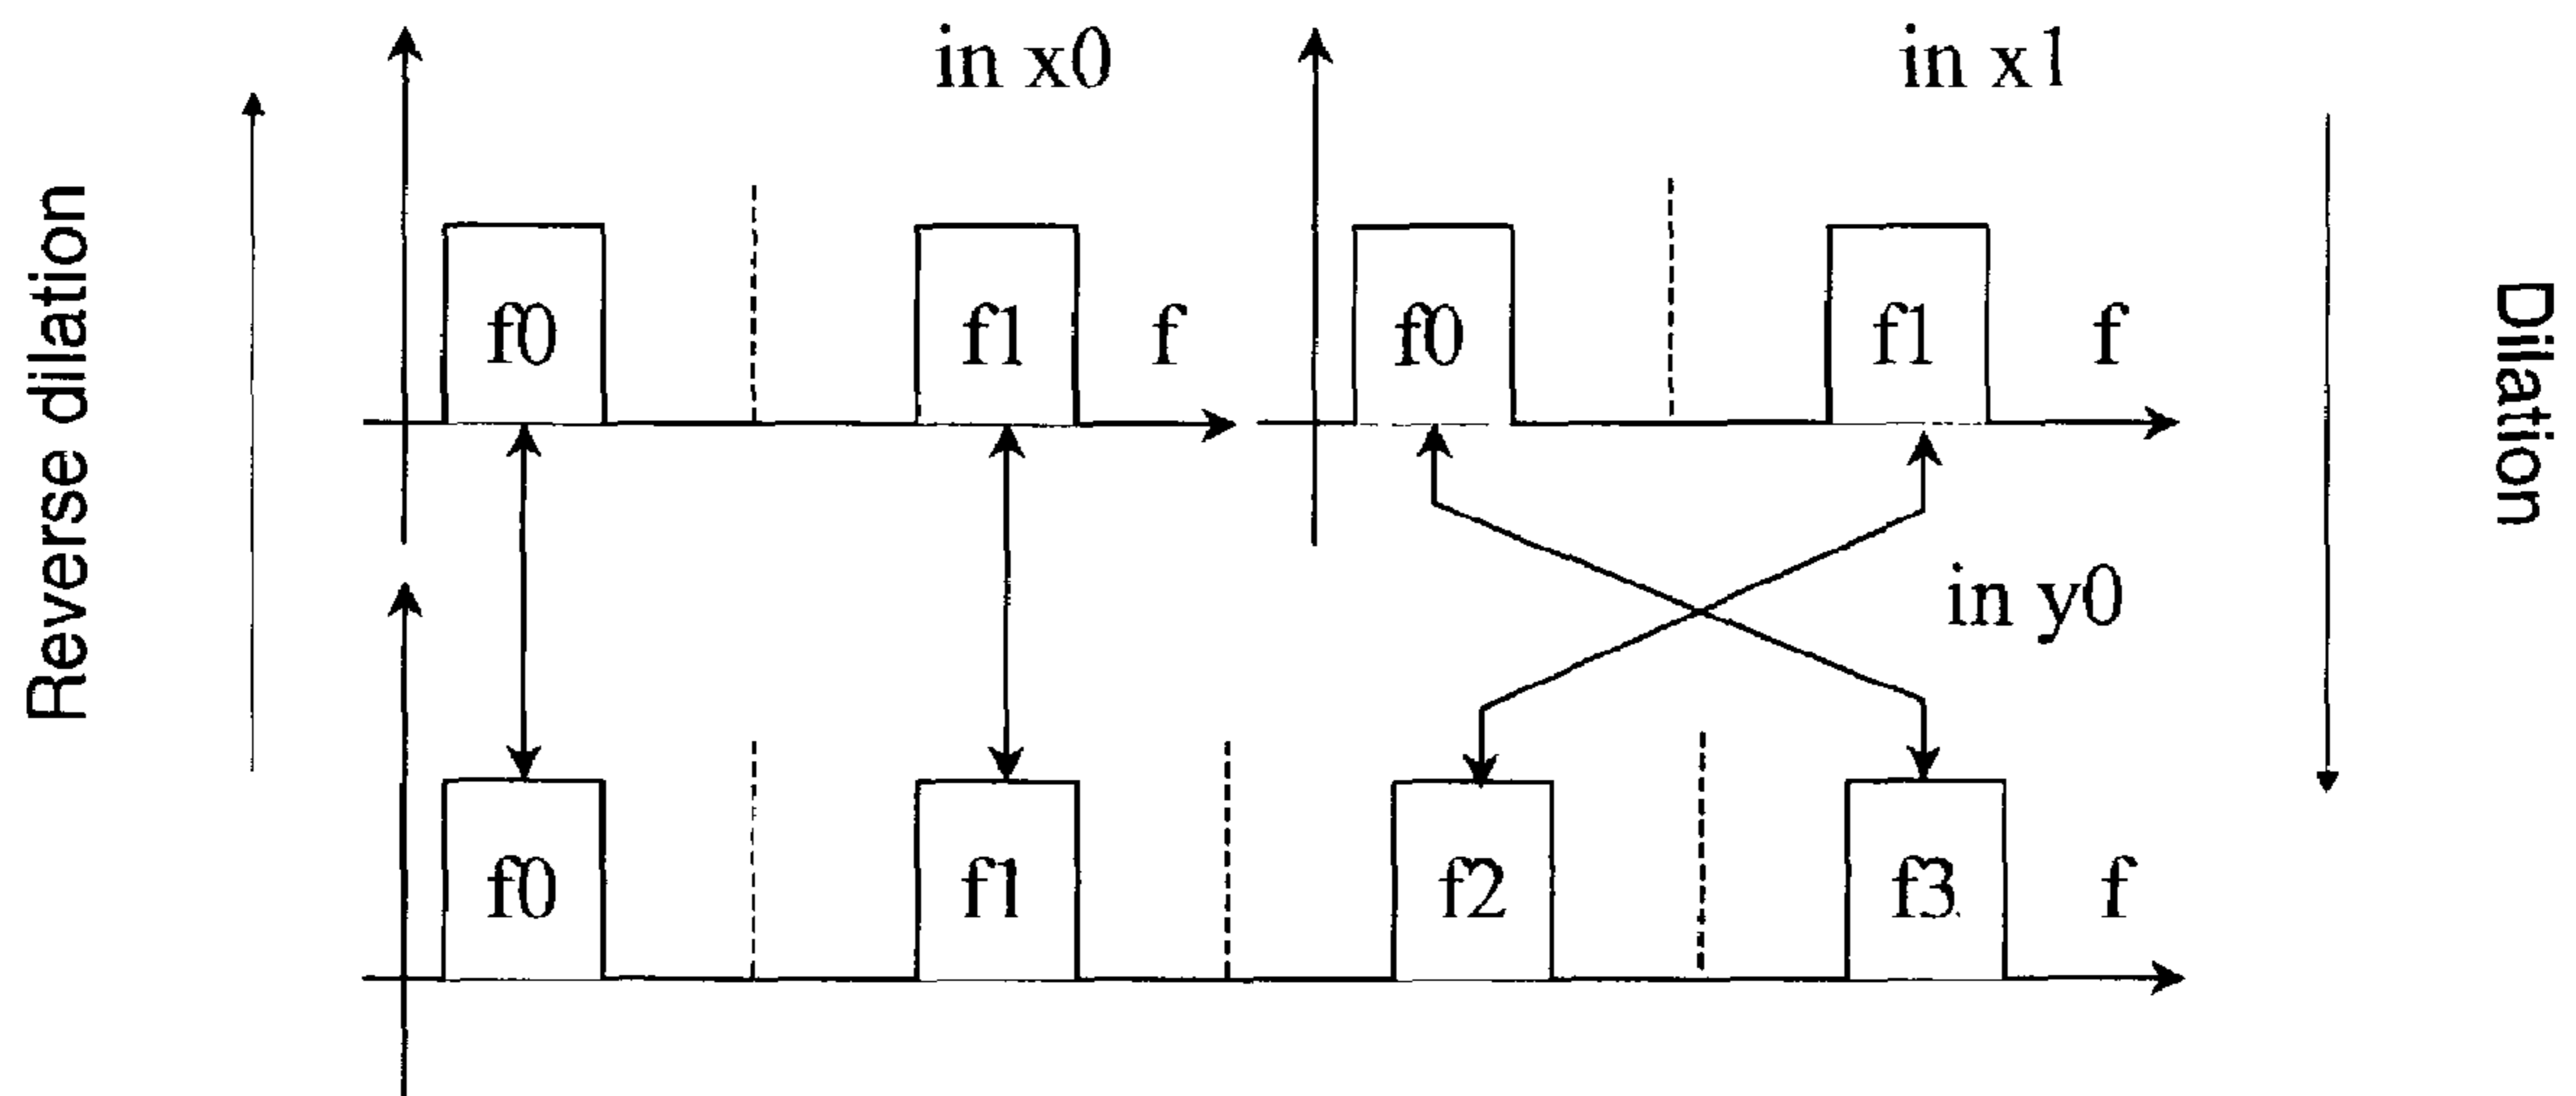 in x0
in x1
Reverse dilation
f0
f1
f
f0
f1
f
Dilation
in y0
f0
f1
f2
f3
f